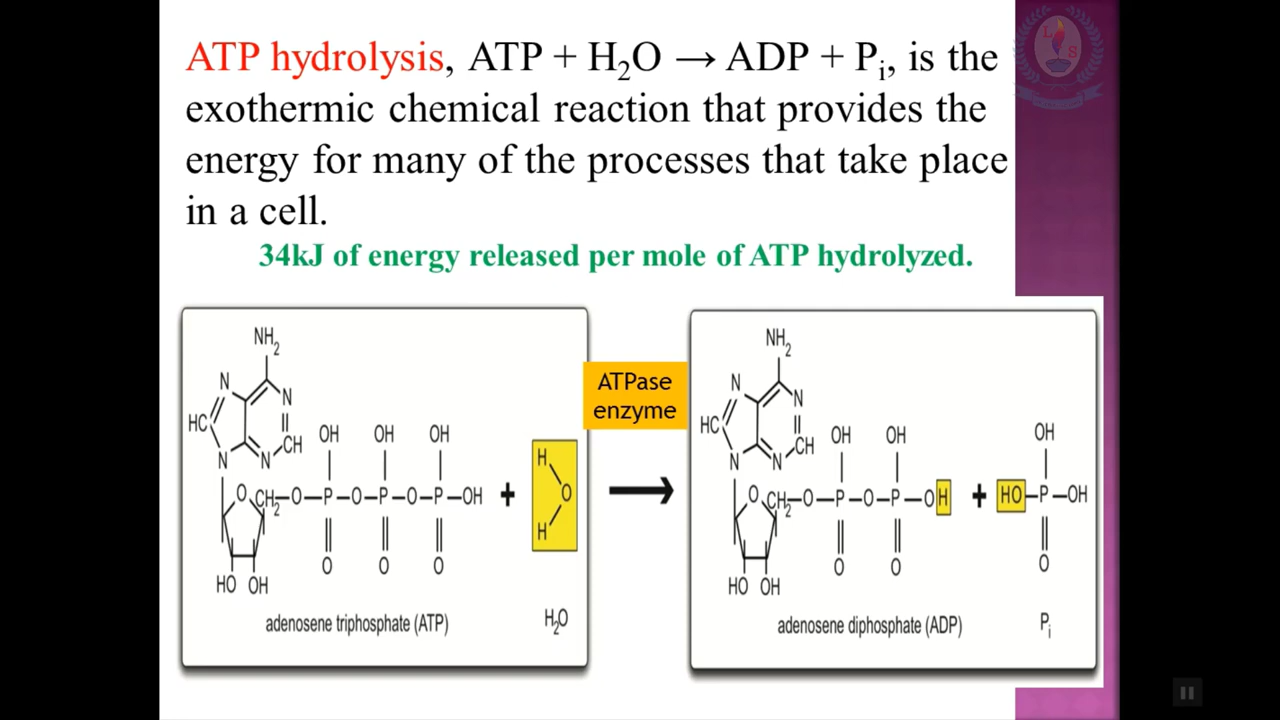 ATP hydrolysis, ATP + H₂O → ADP + Pᵢ, is the
exothermic chemical reaction that provides the
energy for many of the processes that take place
in a cell.
34kJ of energy released per mole of ATP hydrolyzed.
NH₂
N
N
HC
CH
N
N
OH
OH
OH
O
CH₂
—O—P—O—P—O—P—OH
+
H
O
H
O
O
O
HO OH
adenosene triphosphate (ATP)
H₂O
ATPase
enzyme
NH₂
N
N
HC
CH
N
N
OH
OH
O
CH₂
—O—P—O—P—OH
+
OH
HO—P—OH
O
O
O
HO OH
adenosene diphosphate (ADP)
Pᵢ
L S